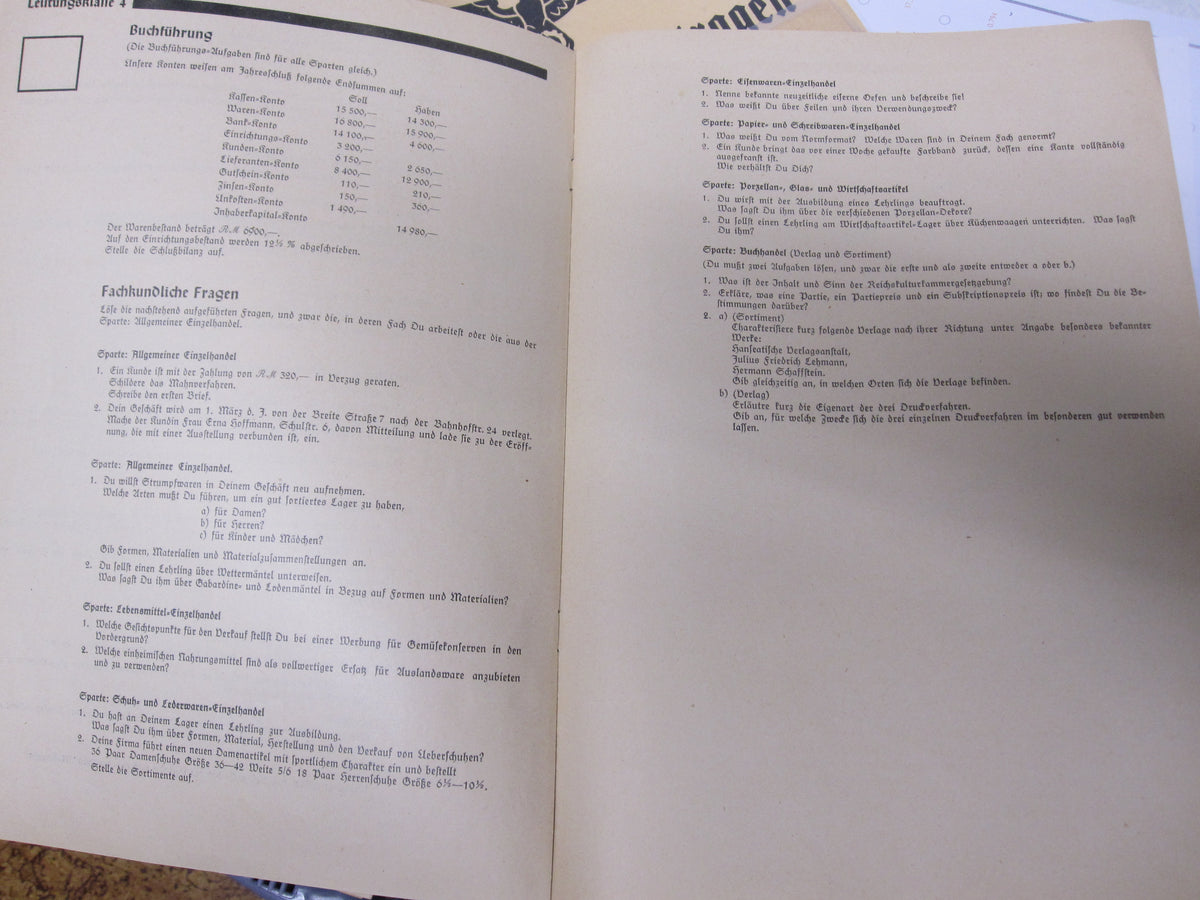 Leistungsklasse 4
Buchführung
(Die Buchführungs-Aufgaben sind für alle Sparten gleich.)
Unsere Konten weisen am Jahresschluß folgende Endsummen auf:
Soll Haben
Kassen-Konto 15 500,— 14 300,—
Waren-Konto 16 800,— 15 900,—
Bank-Konto 14 100,— 4 600,—
Einrichtungs-Konto 3 200,—
Kunden-Konto 6 150,— 2 650,—
Lieferanten-Konto 8 400,— 12 900,—
Gutschein-Konto 110,— 210,—
Zinsen-Konto 150,— 360,—
Unkosten-Konto 1 490,—
Inhaberkapital-Konto 14 980,—
Der Warenbestand beträgt RM 6000,—,
Auf den Einrichtungsbestand werden 12½ % abgeschrieben.
Stelle die Schlußbilanz auf.
Fachkundliche Fragen
Löse die nachstehend aufgeführten Fragen, und zwar die, in deren Fach Du arbeitest oder die aus der
Sparte: Allgemeiner Einzelhandel.
Sparte: Allgemeiner Einzelhandel
1. Ein Kunde ist mit der Zahlung von RM 320,— in Verzug geraten.
Schildere das Mahnverfahren.
Schreibe den ersten Brief.
2. Dein Geschäft wird am 1. März d. J. von der Breite Straße 7 nach der Bahnhofstr. 24 verlegt.
Mache der Kundin Frau Erna Hoffmann, Schulstr. 6, davon Mitteilung und lade sie zu der Eröff-
nung, die mit einer Ausstellung verbunden ist, ein.
Sparte: Allgemeiner Einzelhandel.
1. Du willst Strumpfwaren in Deinem Geschäft neu aufnehmen.
Welche Arten mußt Du führen, um ein gut sortiertes Lager zu haben,
a) für Damen?
b) für Herren?
c) für Kinder und Mädchen?
Gib Formen, Materialien und Materialzusammenstellungen an.
2. Du sollst einen Lehrling über Wettermäntel unterweisen.
Was sagst Du ihm über Gabardine- und Lodenmäntel in Bezug auf Formen und Materialien?
Sparte: Lebensmittel-Einzelhandel
1. Welche Gesichtspunkte für den Verkauf stellst Du bei einer Werbung für Gemüsekonserven in den
Vordergrund?
2. Welche einheimischen Nahrungsmittel sind als vollwertiger Ersatz für Auslandsware anzubieten
und zu verwenden?
Sparte: Schuh- und Lederwaren-Einzelhandel
1. Du hast an Deinem Lager einen Lehrling zur Ausbildung.
Was sagst Du ihm über Formen, Material, Herstellung und den Verkauf von Ueberschuhen?
2. Deine Firma führt einen neuen Damenartikel mit sportlichem Charakter ein und bestellt
36 Paar Damenschuhe Größe 36—42 Weite 5/6 18 Paar Herrenschuhe Größe 6½—10½.
Stelle die Sortimente auf.
Sparte: Eisenwaren-Einzelhandel
1. Nenne bekannte neuzeitliche eiserne Oefen und beschreibe sie!
2. Was weißt Du über Feilen und ihren Verwendungszweck?
Sparte: Papier- und Schreibwaren-Einzelhandel
1. Was weißt Du vom Normformat? Welche Waren sind in Deinem Fach genormt?
2. Ein Kunde bringt das vor einer Woche gekaufte Farbband zurück, dessen eine Kante vollständig
ausgefranst ist.
Wie verhältst Du Dich?
Sparte: Porzellan-, Glas- und Wirtschaftsartikel
1. Du wirst mit der Ausbildung eines Lehrlings beauftragt.
Was sagst Du ihm über die verschiedenen Porzellan-Dekore?
2. Du sollst einen Lehrling am Wirtschaftsartikel-Lager über Küchenwaagen unterrichten. Was sagst
Du ihm?
Sparte: Buchhandel (Verlag und Sortiment)
(Du mußt zwei Aufgaben lösen, und zwar die erste und als zweite entweder a oder b.)
1. Was ist der Inhalt und Sinn der Reichskulturkammergesetzgebung?
2. Erkläre, was eine Partie, ein Partiepreis und ein Subskriptionspreis ist; wo findest Du die Be-
stimmungen darüber?
2. a) (Sortiment)
Charakterisiere kurz folgende Verlage nach ihrer Richtung unter Angabe besonders bekannter
Werke:
Hanseatische Verlagsanstalt,
Julius Friedrich Lehmann,
Hermann Schaffstein.
Gib gleichzeitig an, in welchen Orten sich die Verlage befinden.
b) (Verlag)
Erläutre kurz die Eigenart der drei Druckverfahren.
Gib an, für welche Zwecke sich die drei einzelnen Druckverfahren im besonderen gut verwenden
lassen.